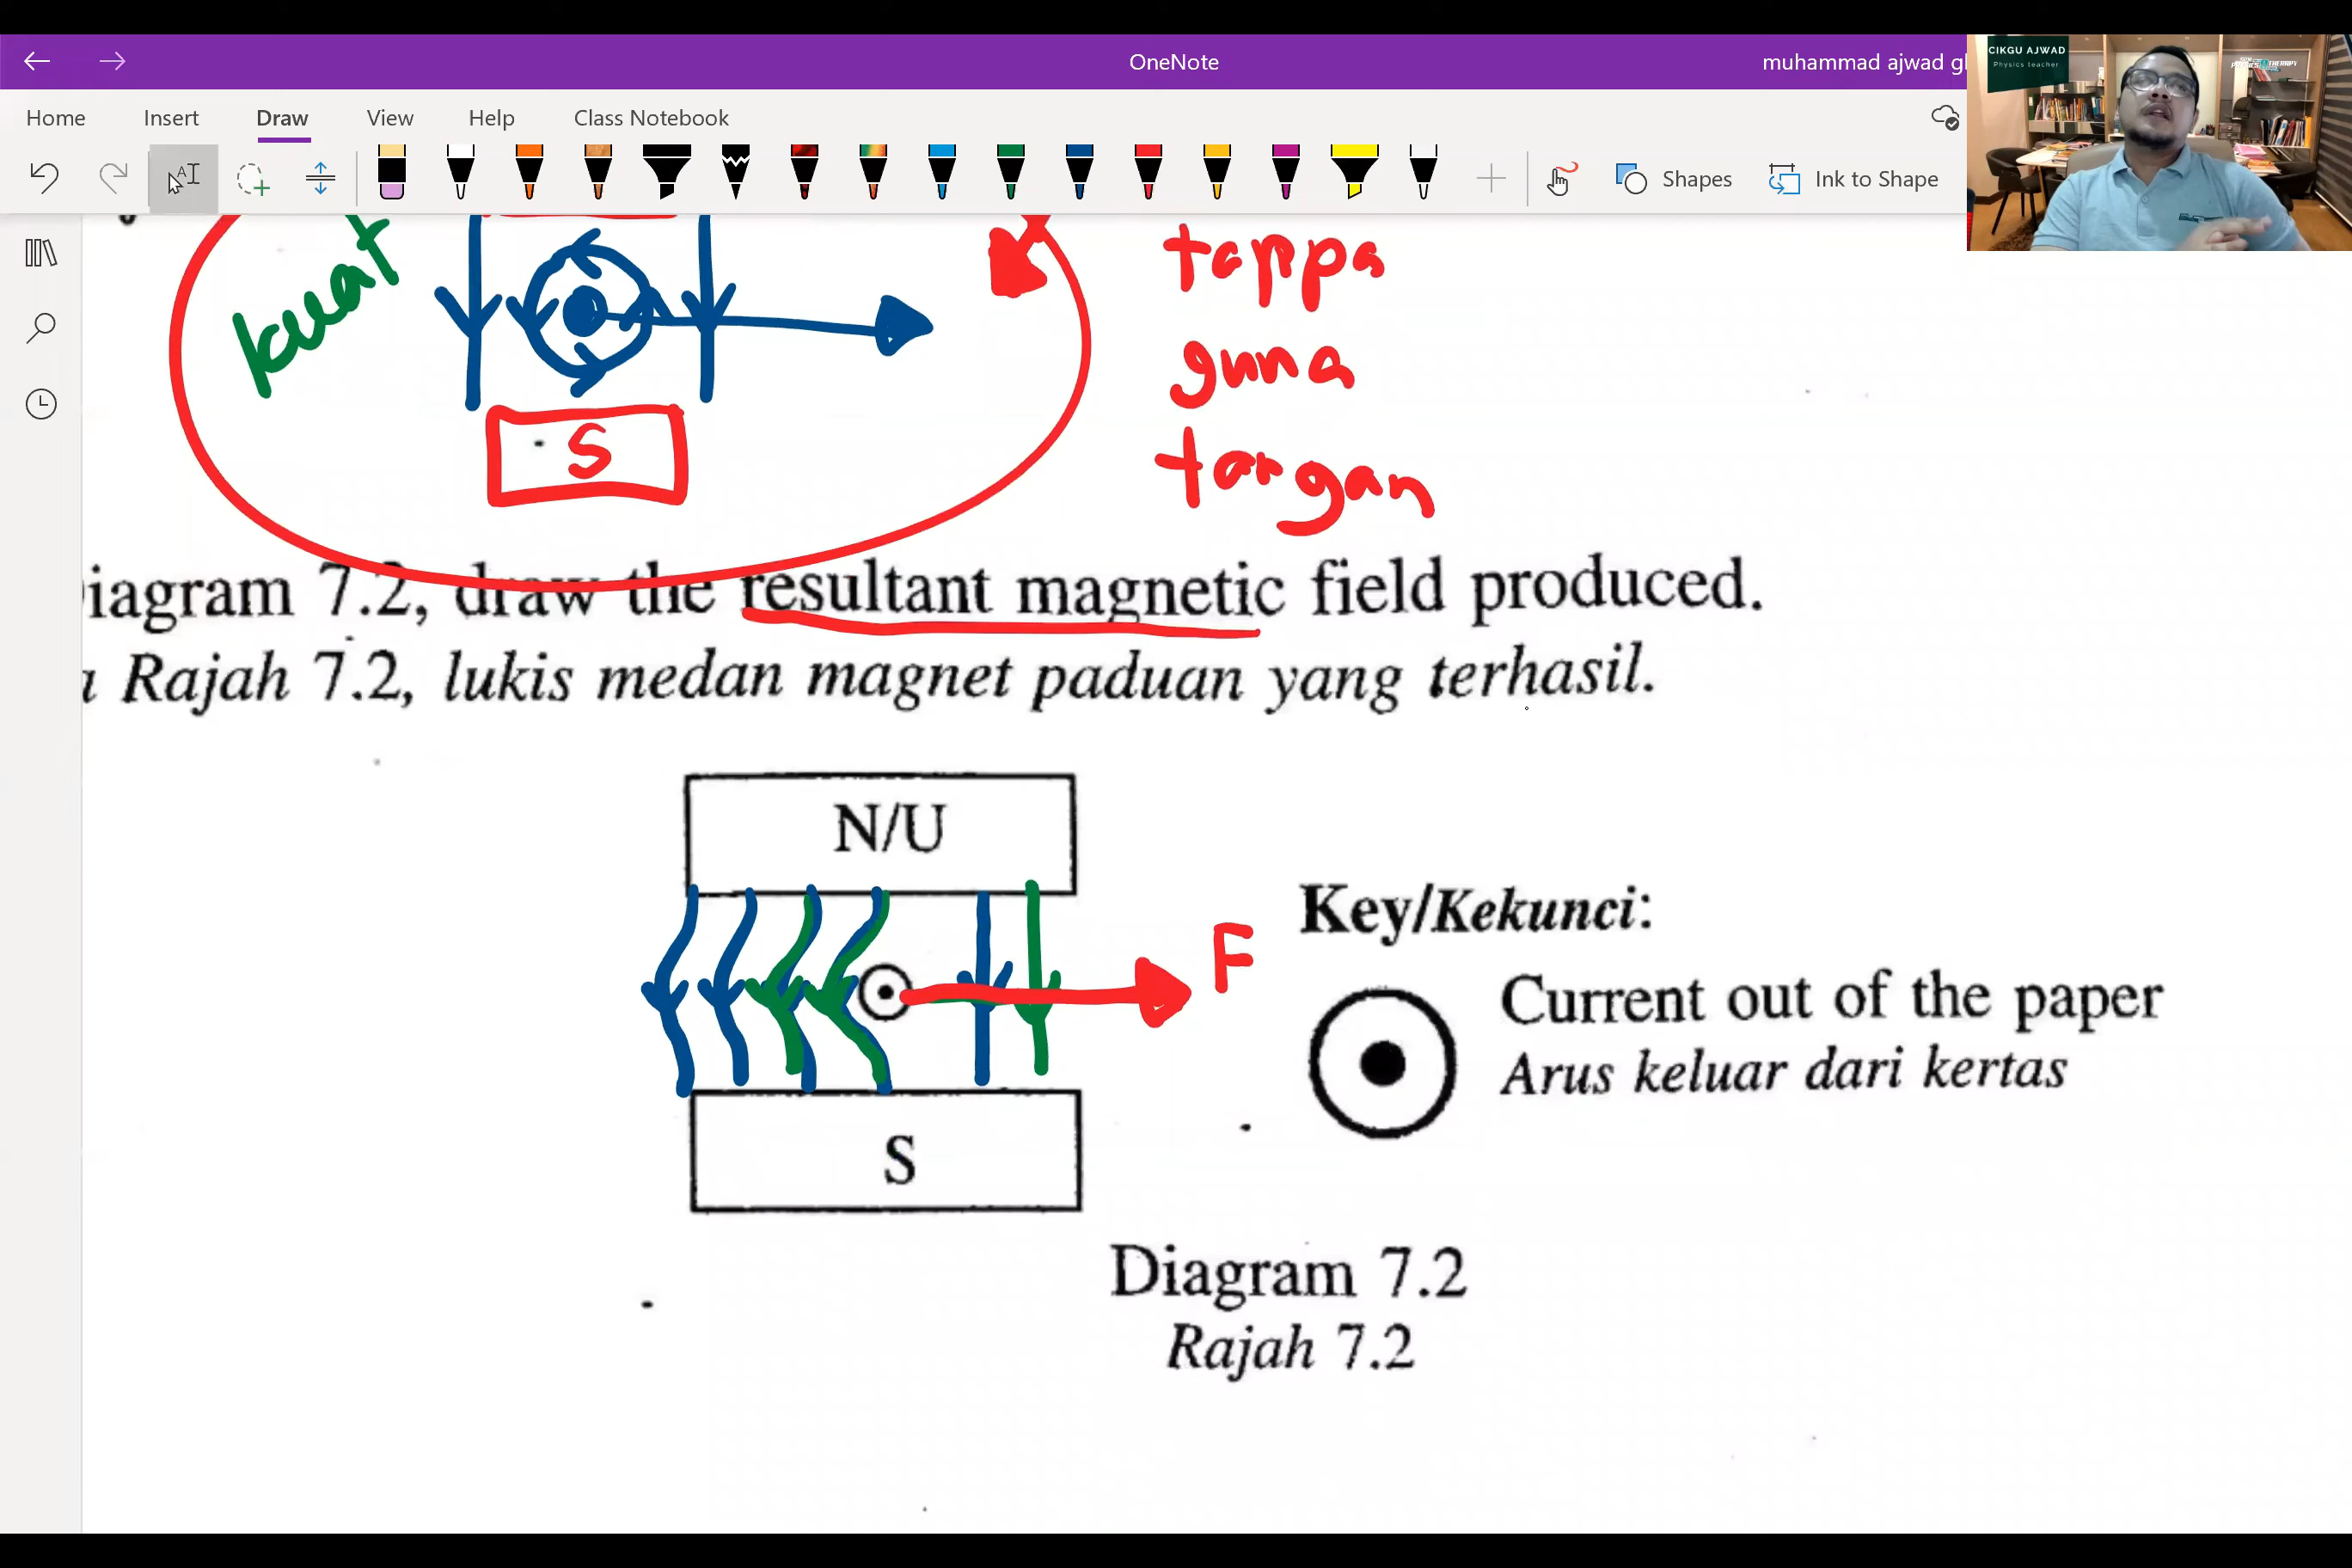 OneNote
muhammad ajwad gl
CIKGU AJWAD
Physics teacher
Home Insert Draw View Help Class Notebook
Shapes Ink to Shape
kuat
tanpa
guna
tangan
S
iagram 7.2, draw the resultant magnetic field produced.
Rajah 7.2, lukis medan magnet paduan yang terhasil.
N/U
F
Key/Kekunci:
Current out of the paper
Arus keluar dari kertas
S
Diagram 7.2
Rajah 7.2